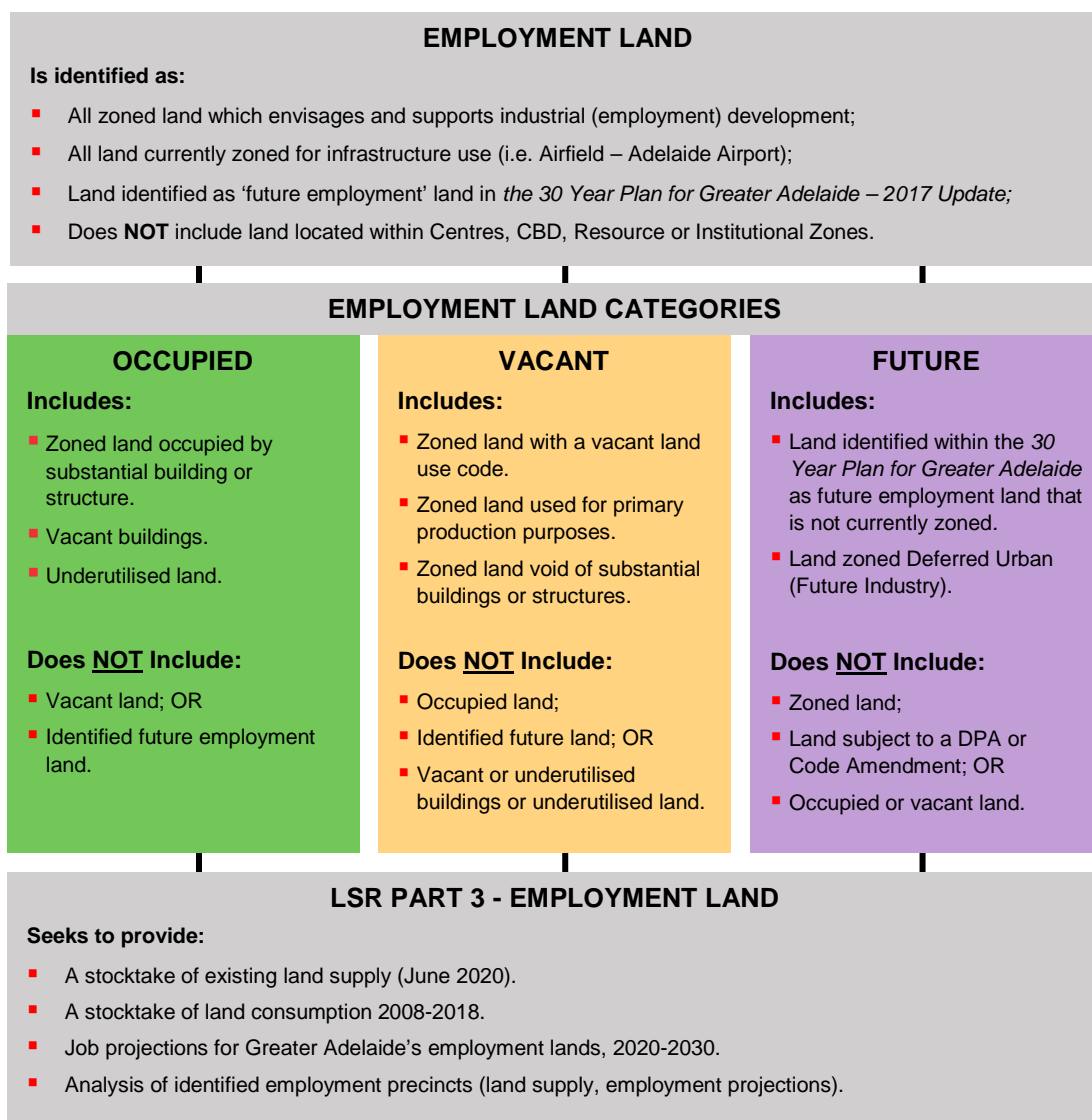 EMPLOYMENT LAND
Is identified as:
▪ All zoned land which envisages and supports industrial (employment) development;
▪ All land currently zoned for infrastructure use (i.e. Airfield – Adelaide Airport);
▪ Land identified as ‘future employment’ land in the 30 Year Plan for Greater Adelaide – 2017 Update;
▪ Does NOT include land located within Centres, CBD, Resource or Institutional Zones.
EMPLOYMENT LAND CATEGORIES
OCCUPIED
Includes:
▪ Zoned land occupied by
substantial building or
structure.
▪ Vacant buildings.
▪ Underutilised land.
Does NOT Include:
▪ Vacant land; OR
▪ Identified future employment
land.
VACANT
Includes:
▪ Zoned land with a vacant land
use code.
▪ Zoned land used for primary
production purposes.
▪ Zoned land void of substantial
buildings or structures.
Does NOT Include:
▪ Occupied land;
▪ Identified future land; OR
▪ Vacant or underutilised
buildings or underutilised land.
FUTURE
Includes:
▪ Land identified within the 30
Year Plan for Greater Adelaide
as future employment land that
is not currently zoned.
▪ Land zoned Deferred Urban
(Future Industry).
Does NOT Include:
▪ Zoned land;
▪ Land subject to a DPA or
Code Amendment; OR
▪ Occupied or vacant land.
LSR PART 3 - EMPLOYMENT LAND
Seeks to provide:
▪ A stocktake of existing land supply (June 2020).
▪ A stocktake of land consumption 2008-2018.
▪ Job projections for Greater Adelaide’s employment lands, 2020-2030.
▪ Analysis of identified employment precincts (land supply, employment projections).